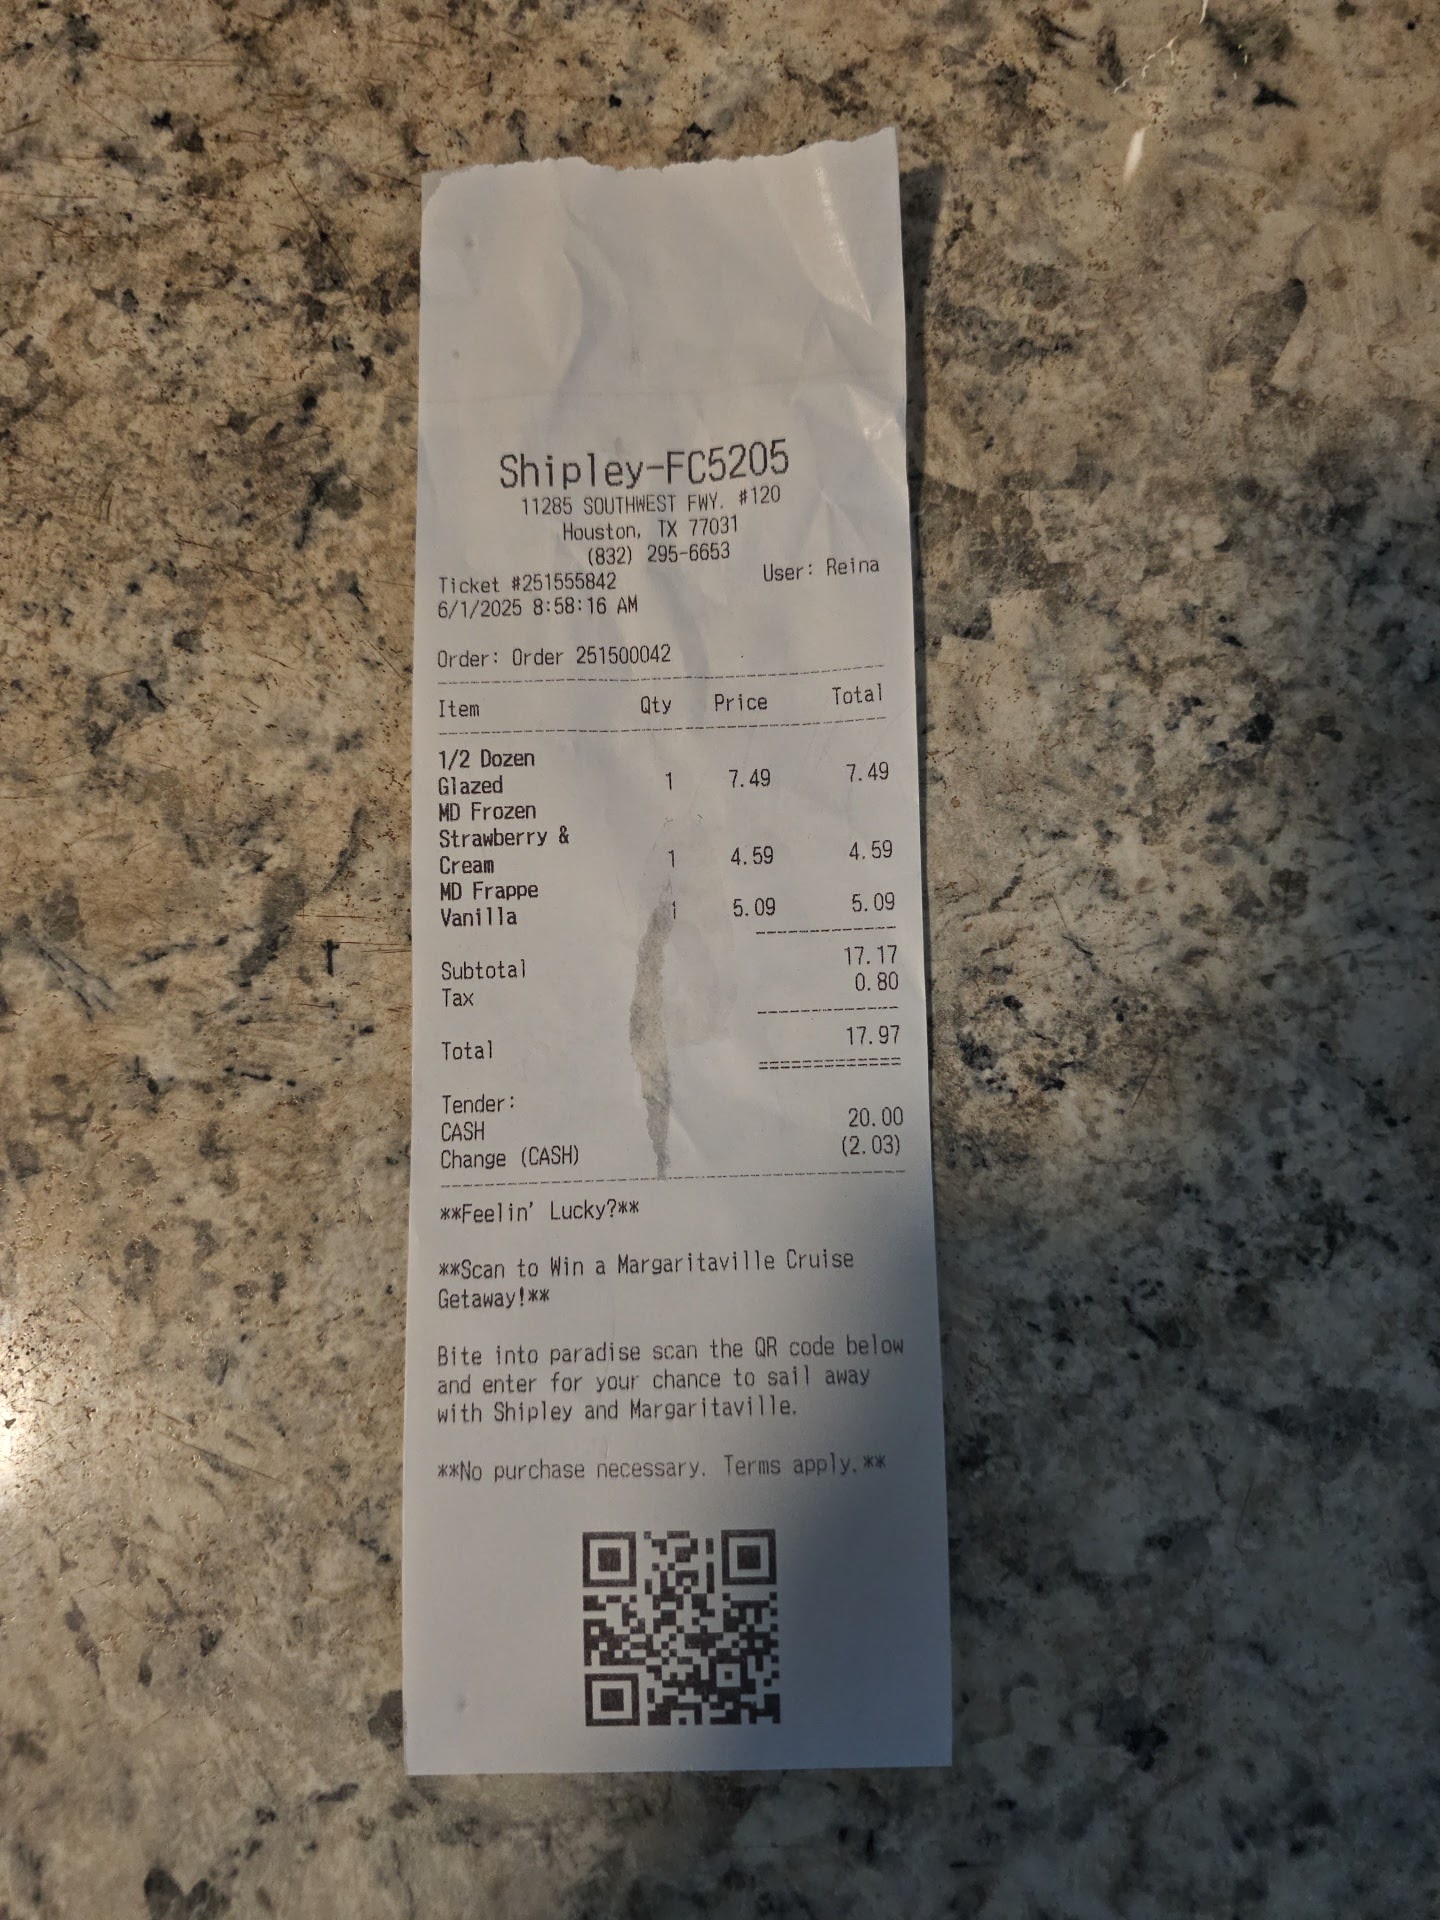 Shipley-FC5205
11285 SOUTHWEST FWY. #120
Houston, TX 77031
(832) 295-6653
Ticket #251555842 User: Reina
6/1/2025 8:58:16 AM
Order: Order 251500042
Item Qty Price Total
1/2 Dozen
Glazed 1 7.49 7.49
MD Frozen
Strawberry &
Cream 1 4.59 4.59
MD Frappe
Vanilla 1 5.09 5.09
Subtotal 17.17
Tax 0.80
Total 17.97
Tender:
CASH 20.00
Change (CASH) (2.03)
**Feelin' Lucky?**
**Scan to Win a Margaritaville Cruise
Getaway!**
Bite into paradise scan the QR code below
and enter for your chance to sail away
with Shipley and Margaritaville.
**No purchase necessary. Terms apply.**